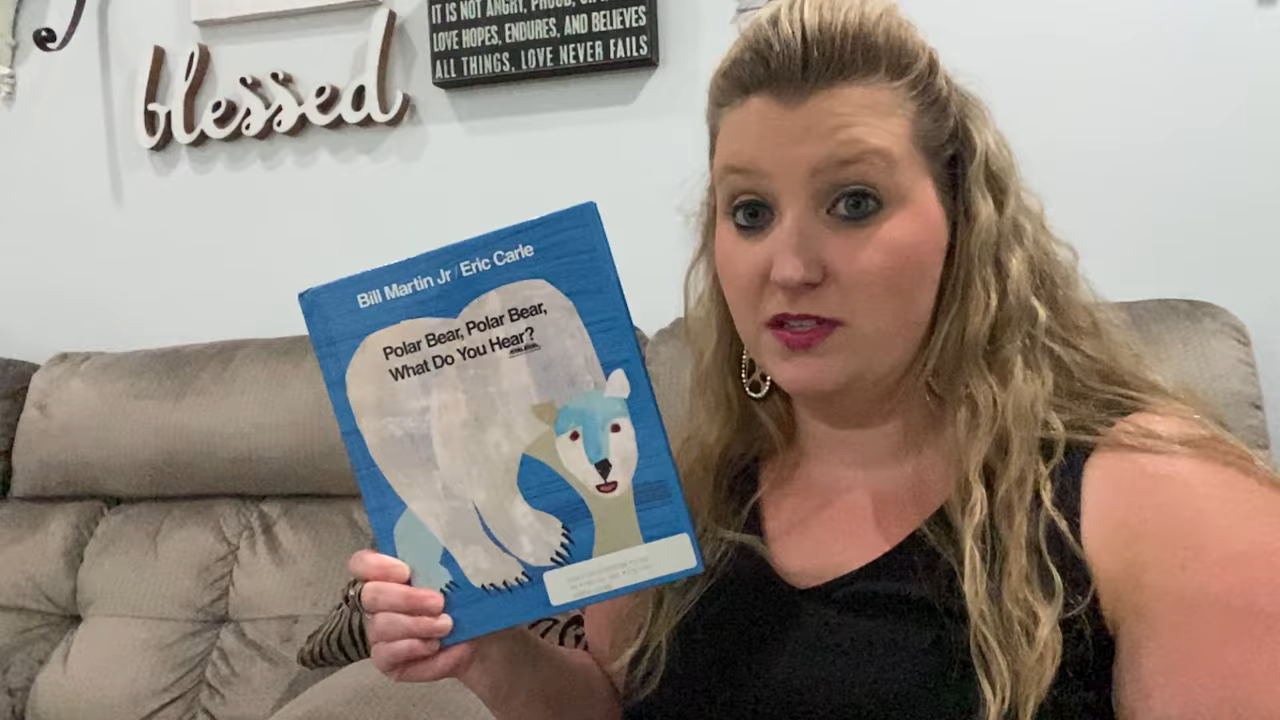 blessed
IT IS NOT ANGRY, PROUD,
LOVE HOPES, ENDURES, AND BELIEVES
ALL THINGS, LOVE NEVER FAILS
Bill Martin Jr / Eric Carle
Polar Bear, Polar Bear,
What Do You Hear?